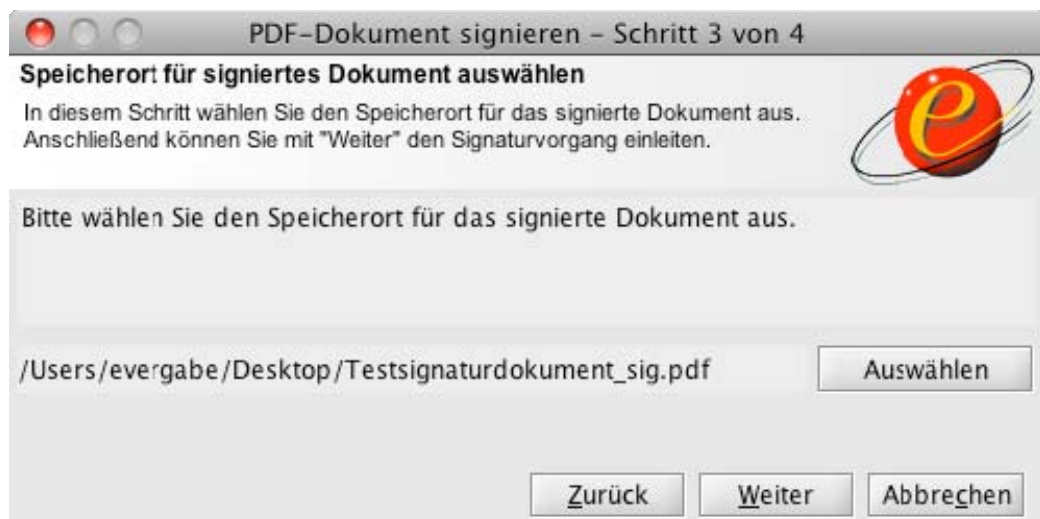 PDF-Dokument signieren – Schritt 3 von 4
Speicherort für signiertes Dokument auswählen
In diesem Schritt wählen Sie den Speicherort für das signierte Dokument aus.
Anschließend können Sie mit "Weiter" den Signaturvorgang einleiten.
e
Bitte wählen Sie den Speicherort für das signierte Dokument aus.
/Users/evergabe/Desktop/Testsignaturdokument_sig.pdf
Auswählen
Zurück Weiter Abbrechen